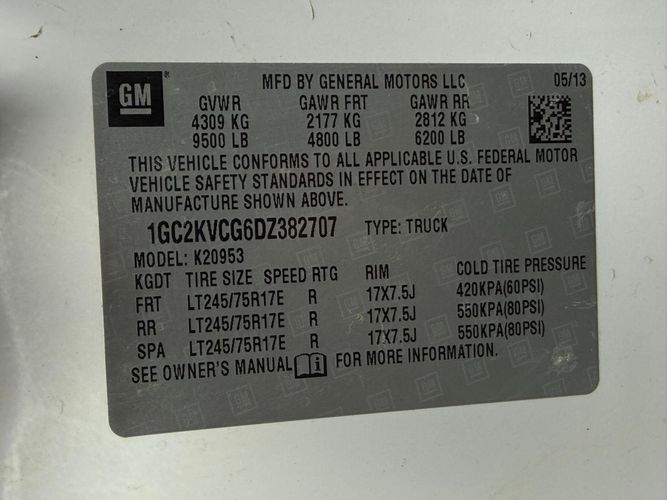 GM ® MFD BY GENERAL MOTORS LLC 05/13
GVWR GAWR FRT GAWR RR
4309 KG 2177 KG 2812 KG
9500 LB 4800 LB 6200 LB
THIS VEHICLE CONFORMS TO ALL APPLICABLE U.S. FEDERAL MOTOR
VEHICLE SAFETY STANDARDS IN EFFECT ON THE DATE OF
MANUFACTURE SHOWN ABOVE.
1GC2KVCG6DZ382707 TYPE: TRUCK
MODEL: K20953
KGDT TIRE SIZE SPEED RTG RIM COLD TIRE PRESSURE
FRT LT245/75R17E R 17X7.5J 420KPA(60PSI)
RR LT245/75R17E R 17X7.5J 550KPA(80PSI)
SPA LT245/75R17E R 17X7.5J 550KPA(80PSI)
SEE OWNER'S MANUAL FOR MORE INFORMATION.